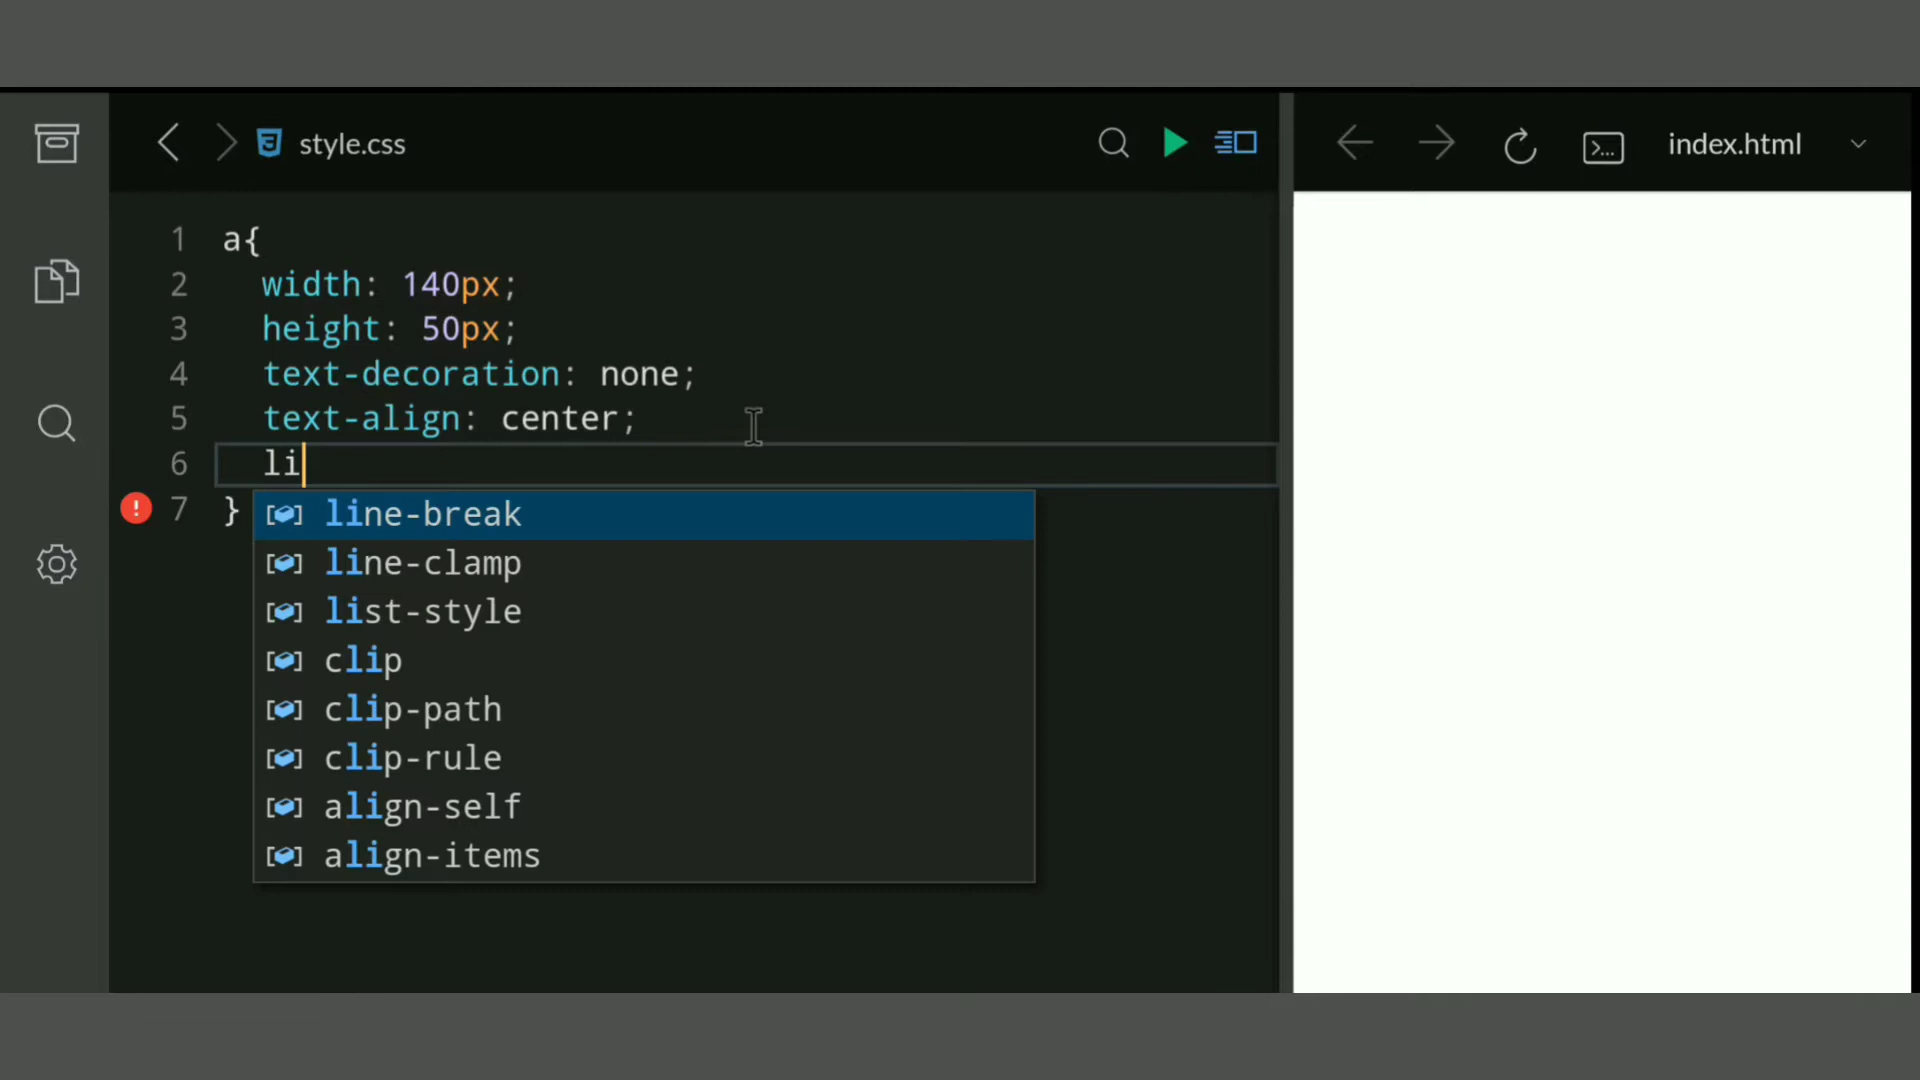 style.css
index.html
1 a{
2 width: 140px;
3 height: 50px;
4 text-decoration: none;
5 text-align: center;
6 li
7 }
line-break
line-clamp
list-style
clip
clip-path
clip-rule
align-self
align-items